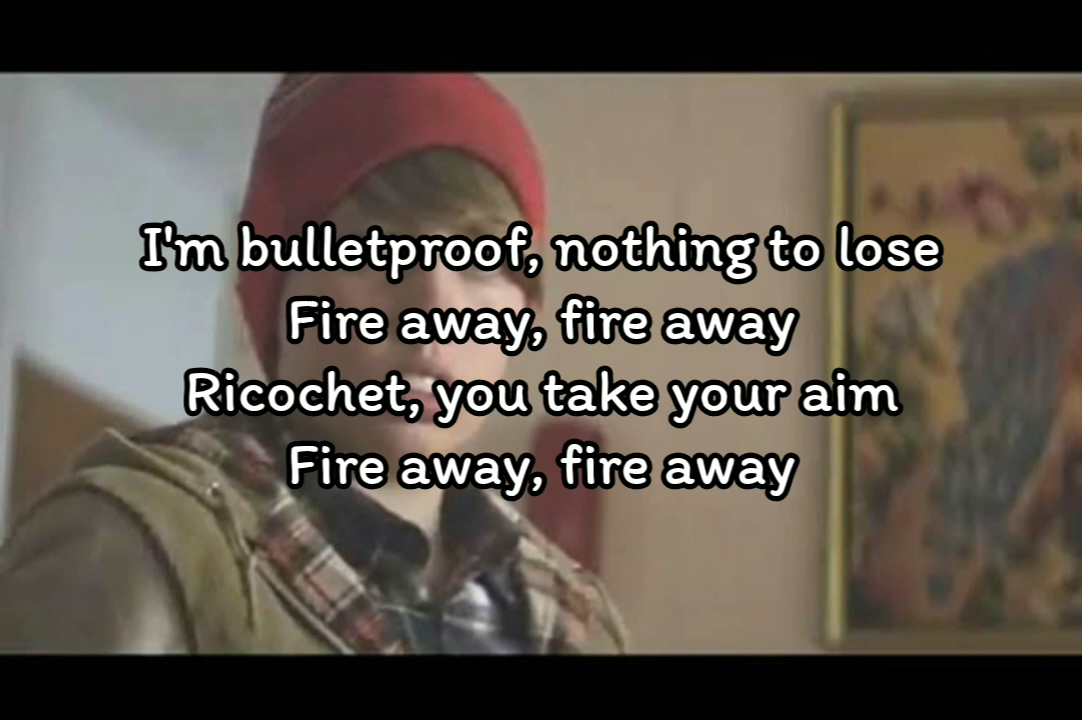 I'm bulletproof, nothing to lose
Fire away, fire away
Ricochet, you take your aim
Fire away, fire away